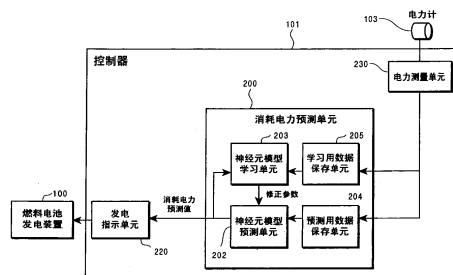 电力计
103
101
控制器
230
电力测量单元
200
消耗电力预测单元
203
205
神经元模型
学习单元
学习用数据
保存单元
修正参数
204
100
消耗电力
预测值
燃料电池
发电装置
发电
指示单元
神经元模型
预测单元
预测用数据
保存单元
220
202